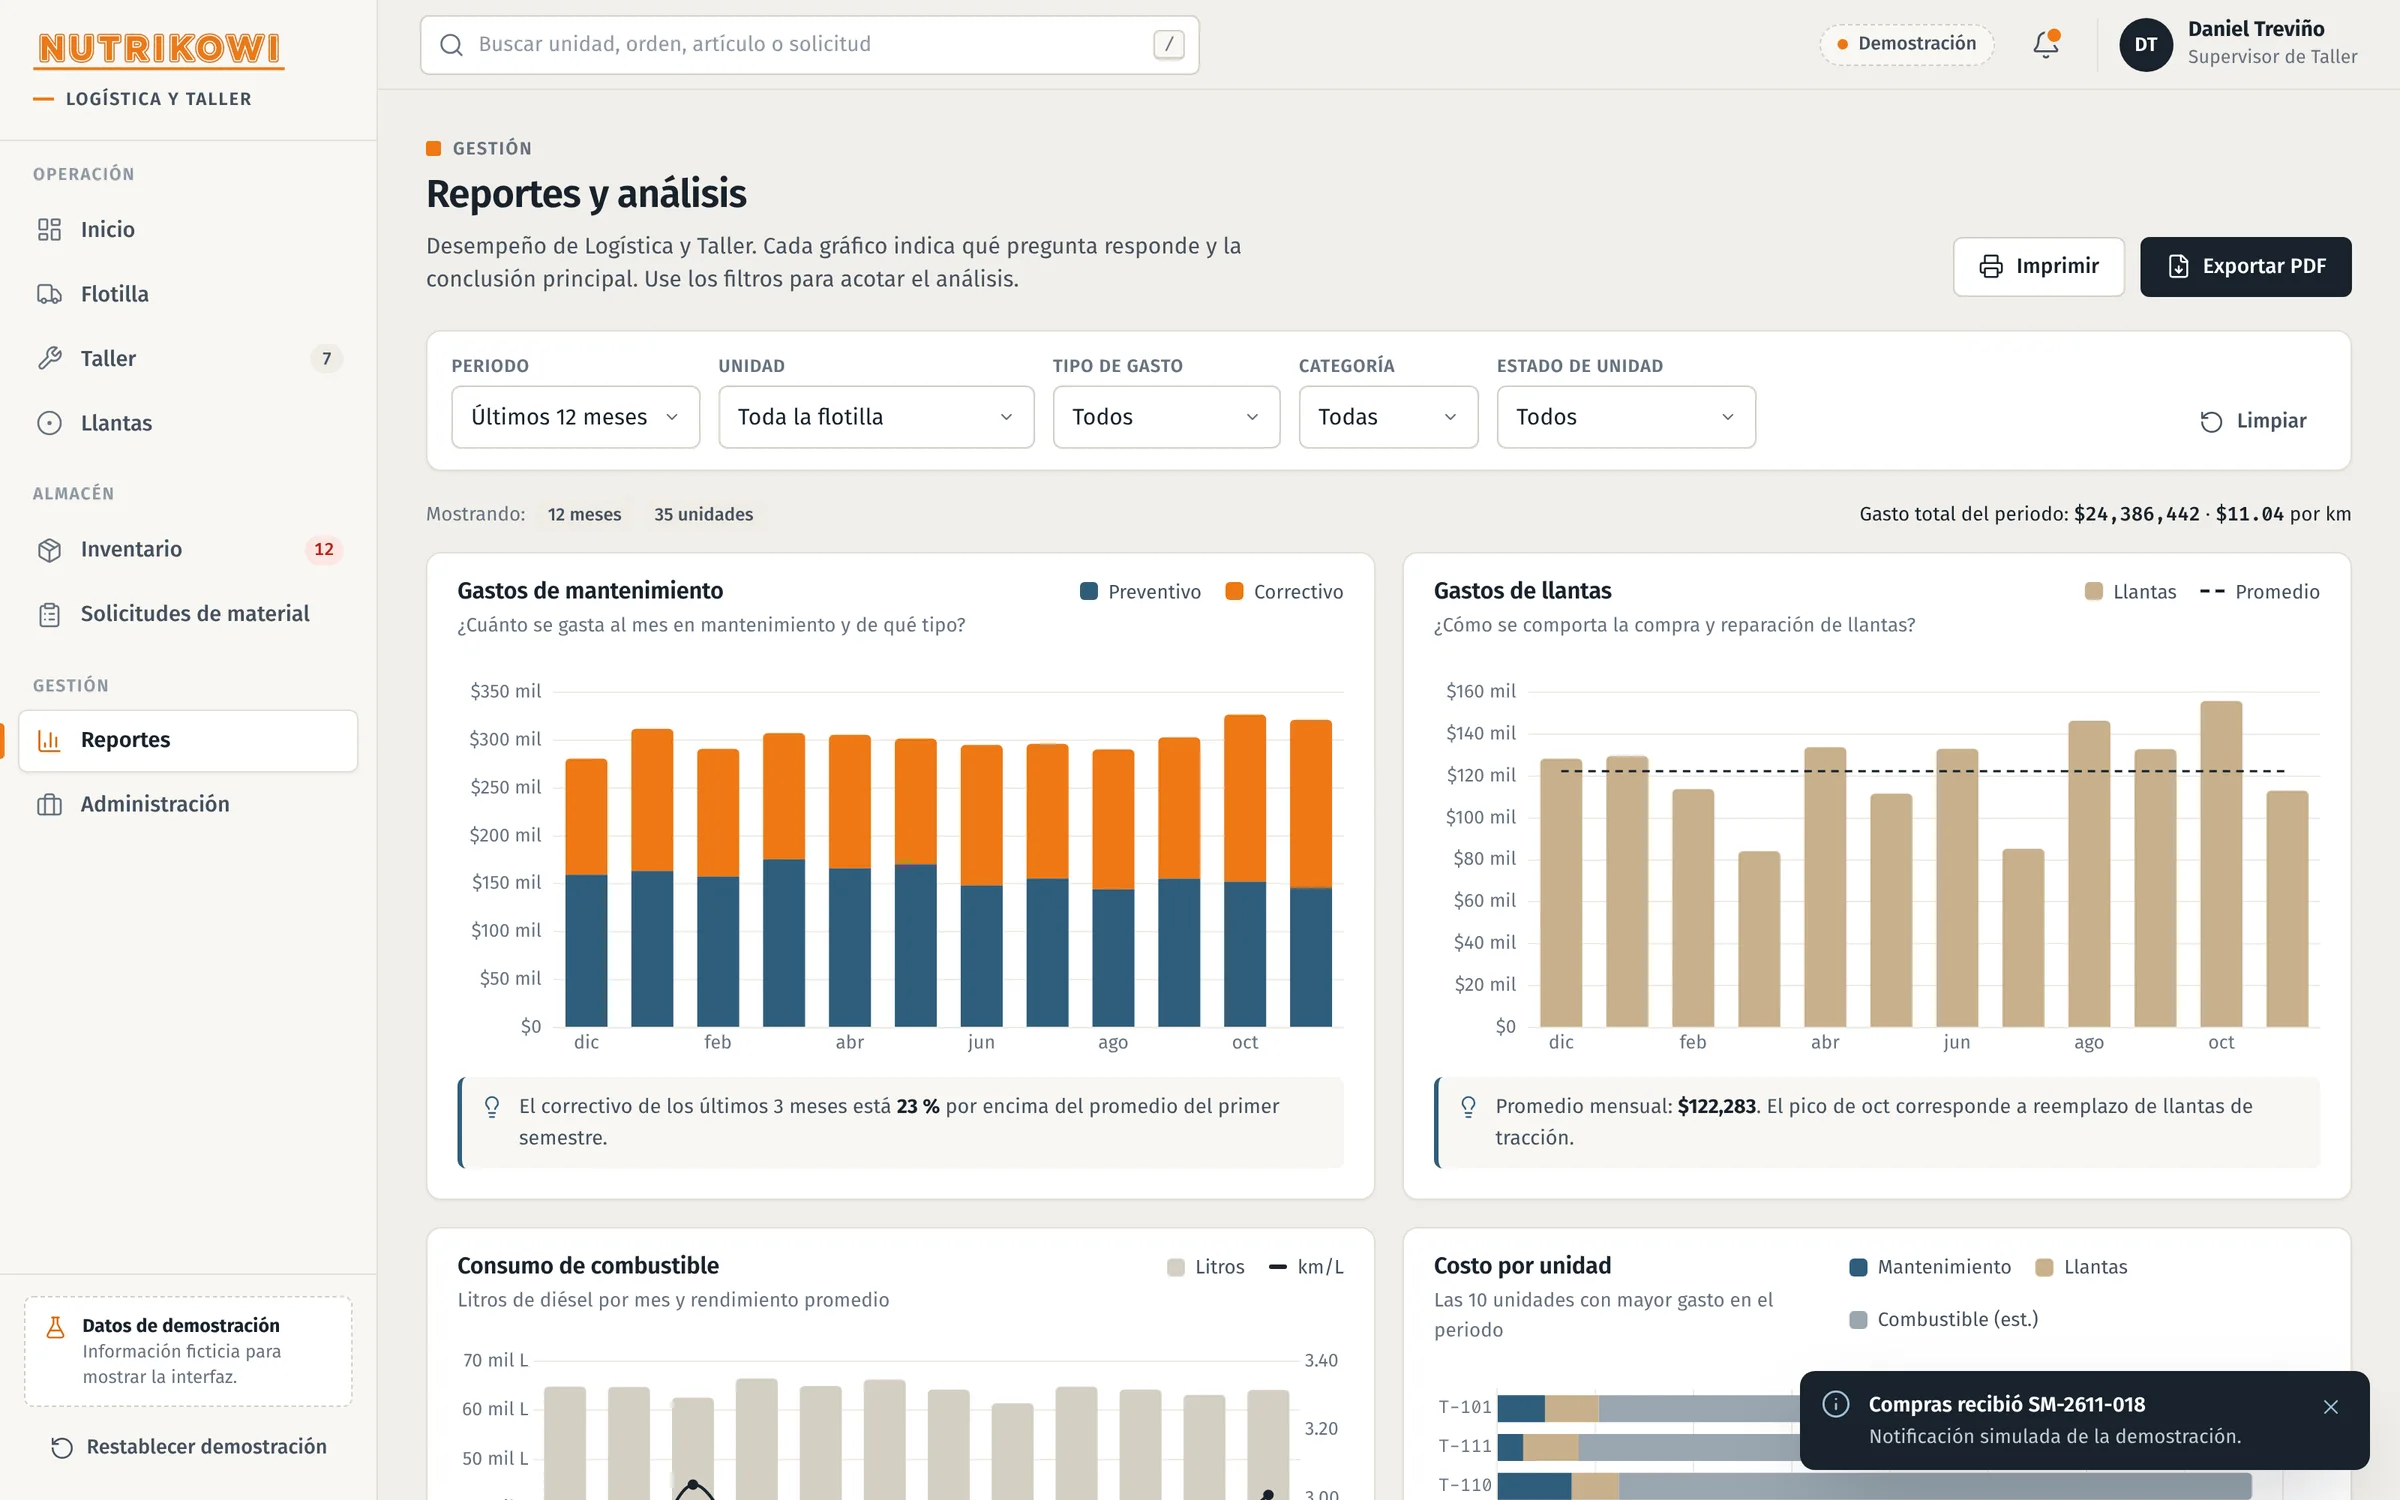 NUTRIKOWI
LOGÍSTICA Y TALLER
OPERACIÓN
Inicio
Flotilla
Taller 7
Llantas
ALMACÉN
Inventario 12
Solicitudes de material
GESTIÓN
Reportes
Administración
Datos de demostración
Información ficticia para
mostrar la interfaz.
Restablecer demostración
Buscar unidad, orden, artículo o solicitud /
Demostración
DT
Daniel Treviño
Supervisor de Taller
GESTIÓN
Reportes y análisis
Desempeño de Logística y Taller. Cada gráfico indica qué pregunta responde y la
conclusión principal. Use los filtros para acotar el análisis.
Imprimir
Exportar PDF
PERIODO UNIDAD TIPO DE GASTO CATEGORÍA ESTADO DE UNIDAD
Últimos 12 meses Toda la flotilla Todos Todas Todos Limpiar
Mostrando: 12 meses 35 unidades
Gasto total del periodo: $24,386,442 · $11.04 por km
Gastos de mantenimiento
Preventivo Correctivo
¿Cuánto se gasta al mes en mantenimiento y de qué tipo?
$350 mil
$300 mil
$250 mil
$200 mil
$150 mil
$100 mil
$50 mil
$0
dic feb abr jun ago oct
El correctivo de los últimos 3 meses está 23 % por encima del promedio del primer
semestre.
Gastos de llantas
Llantas Promedio
¿Cómo se comporta la compra y reparación de llantas?
$160 mil
$140 mil
$120 mil
$100 mil
$80 mil
$60 mil
$40 mil
$20 mil
$0
dic feb abr jun ago oct
Promedio mensual: $122,283. El pico de oct corresponde a reemplazo de llantas de
tracción.
Consumo de combustible
Litros km/L
Litros de diésel por mes y rendimiento promedio
70 mil L
60 mil L
50 mil L
3.40
3.20
3.00
Costo por unidad
Mantenimiento Llantas
Combustible (est.)
Las 10 unidades con mayor gasto en el
periodo
T-101
T-111
T-110
Compras recibió SM-2611-018
Notificación simulada de la demostración.